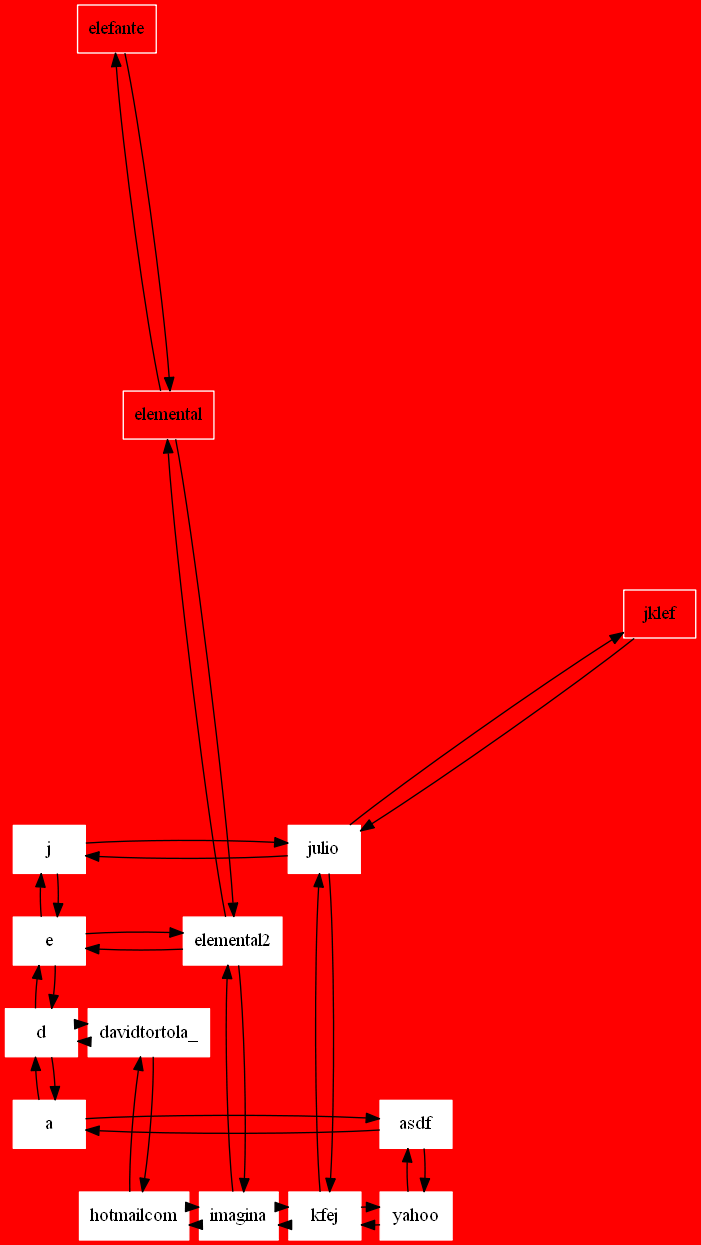 elefante
elemental
jklef
j
julio
e
elemental2
d
davidtortola_
a
asdf
hotmailcom
imagina
kfej
yahoo